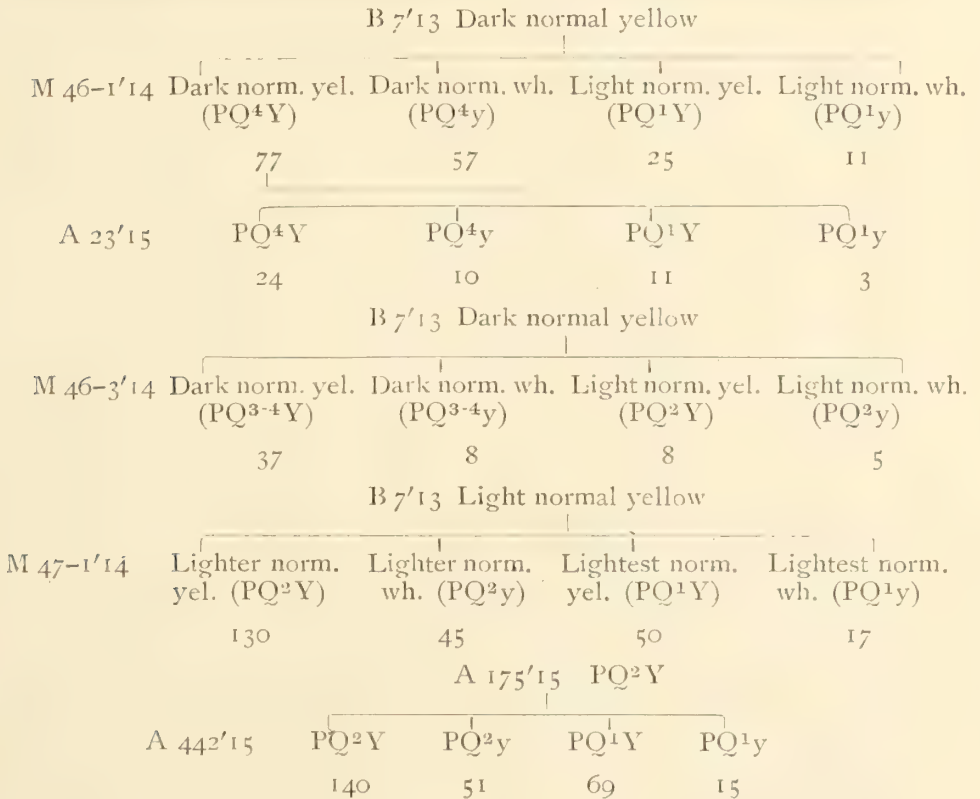 B 7'13 Dark normal yellow
M 46-1'14 Dark norm. yel. Dark norm. wh. Light norm. yel. Light norm. wh.
(PQ⁴Y) (PQ⁴y) (PQ¹Y) (PQ¹y)
77 57 25 11
A 23'15 PQ⁴Y PQ⁴y PQ¹Y PQ¹y
24 10 11 3
B 7'13 Dark normal yellow
M 46-3'14 Dark norm. yel. Dark norm. wh. Light norm. yel. Light norm. wh.
(PQ³⁻⁴Y) (PQ³⁻⁴y) (PQ²Y) (PQ²y)
37 8 8 5
B 7'13 Light normal yellow
M 47-1'14 Lighter norm. Lighter norm. Lightest norm. Lightest norm.
yel. (PQ²Y) wh. (PQ²y) yel. (PQ¹Y) wh. (PQ¹y)
130 45 50 17
A 175'15 PQ²Y
A 442'15 PQ²Y PQ²y PQ¹Y PQ¹y
140 51 69 15